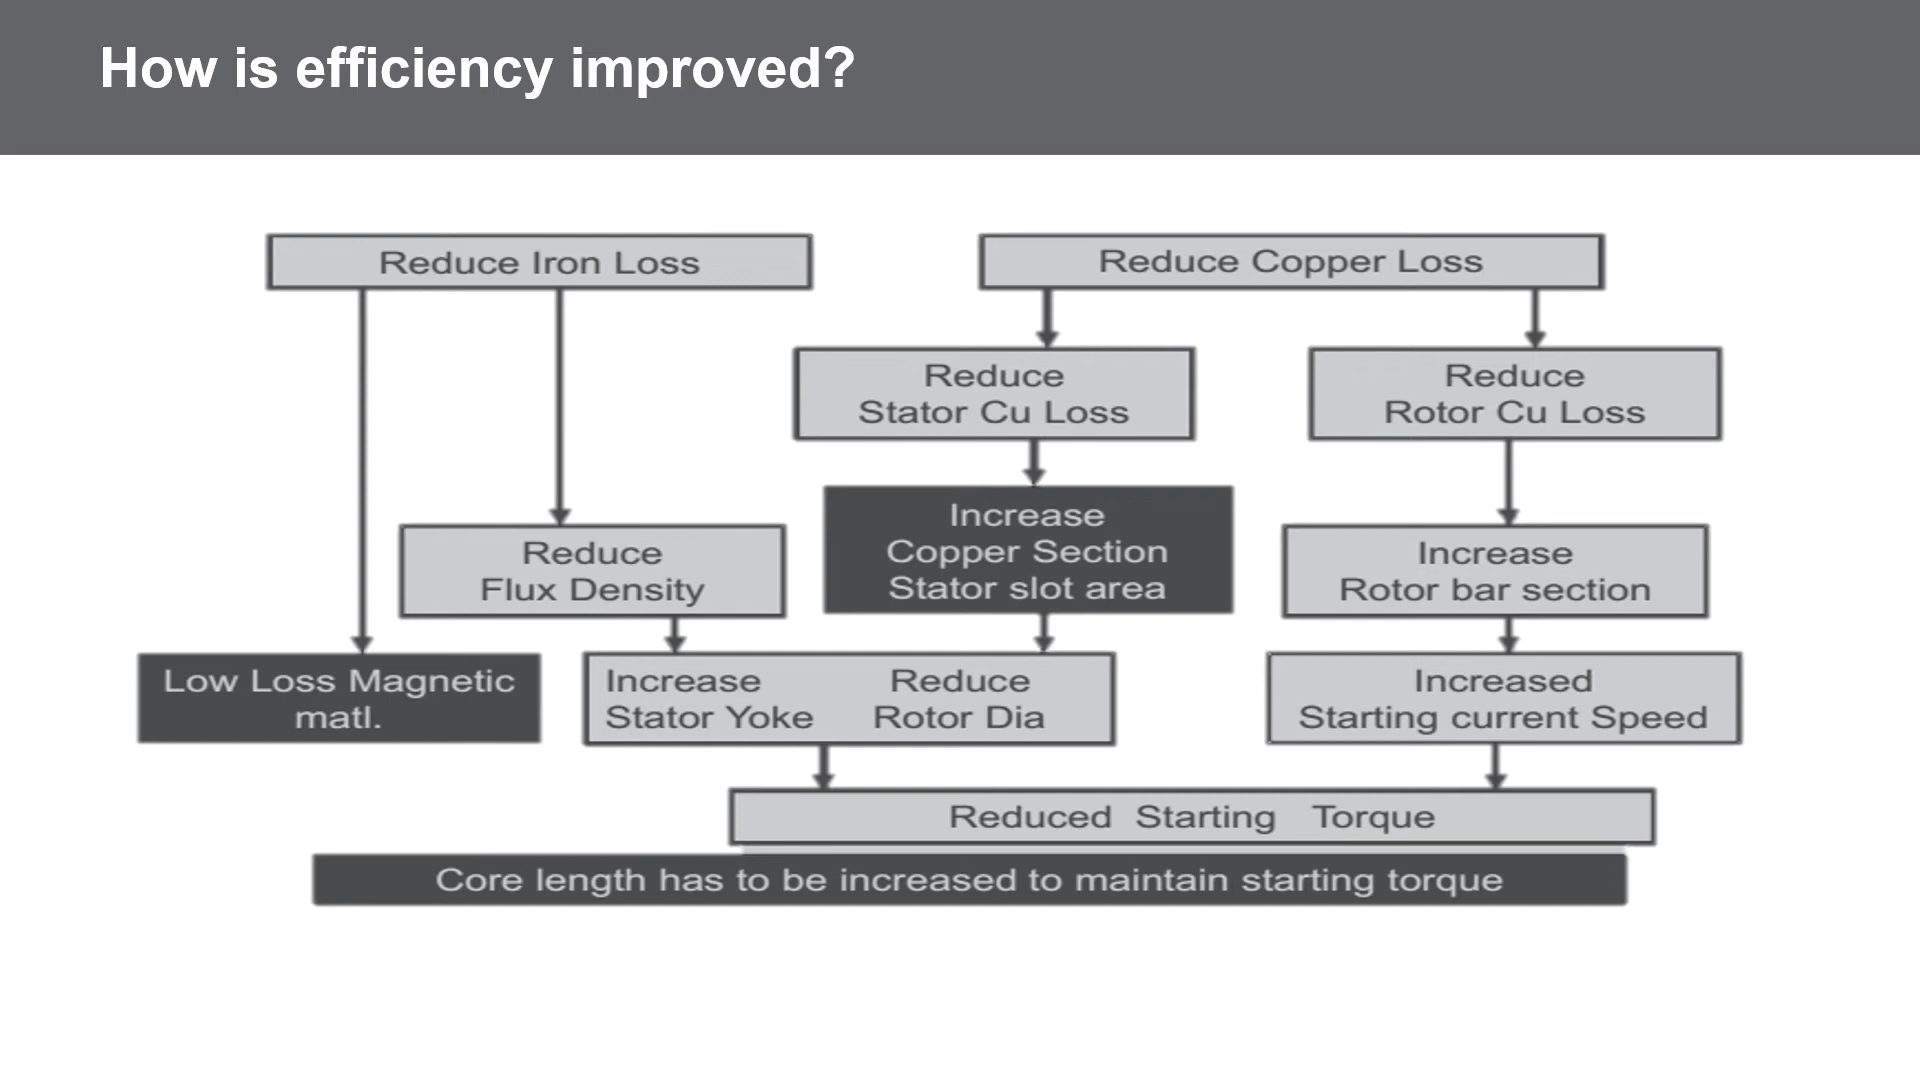 How is efficiency improved?
Reduce Iron Loss
Reduce Copper Loss
Reduce
Stator Cu Loss
Reduce
Rotor Cu Loss
Increase
Copper Section
Stator slot area
Reduce
Flux Density
Increase
Rotor bar section
Low Loss Magnetic
matl.
Increase
Stator Yoke
Reduce
Rotor Dia
Increased
Starting current Speed
Reduced Starting Torque
Core length has to be increased to maintain starting torque